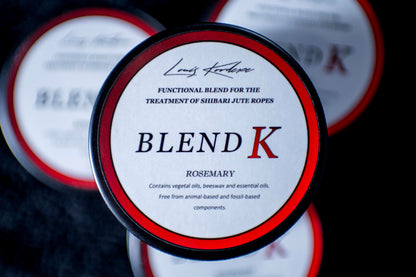 FUNCTIONAL BLEND FOR THE
TREATMENT OF SHIBARI JUTE ROPES
BLEND K
ROSEMARY
Contains vegetal oils, beeswax and essential oils.
Free from animal-based and fossil-based
components.
BLEND
K
K